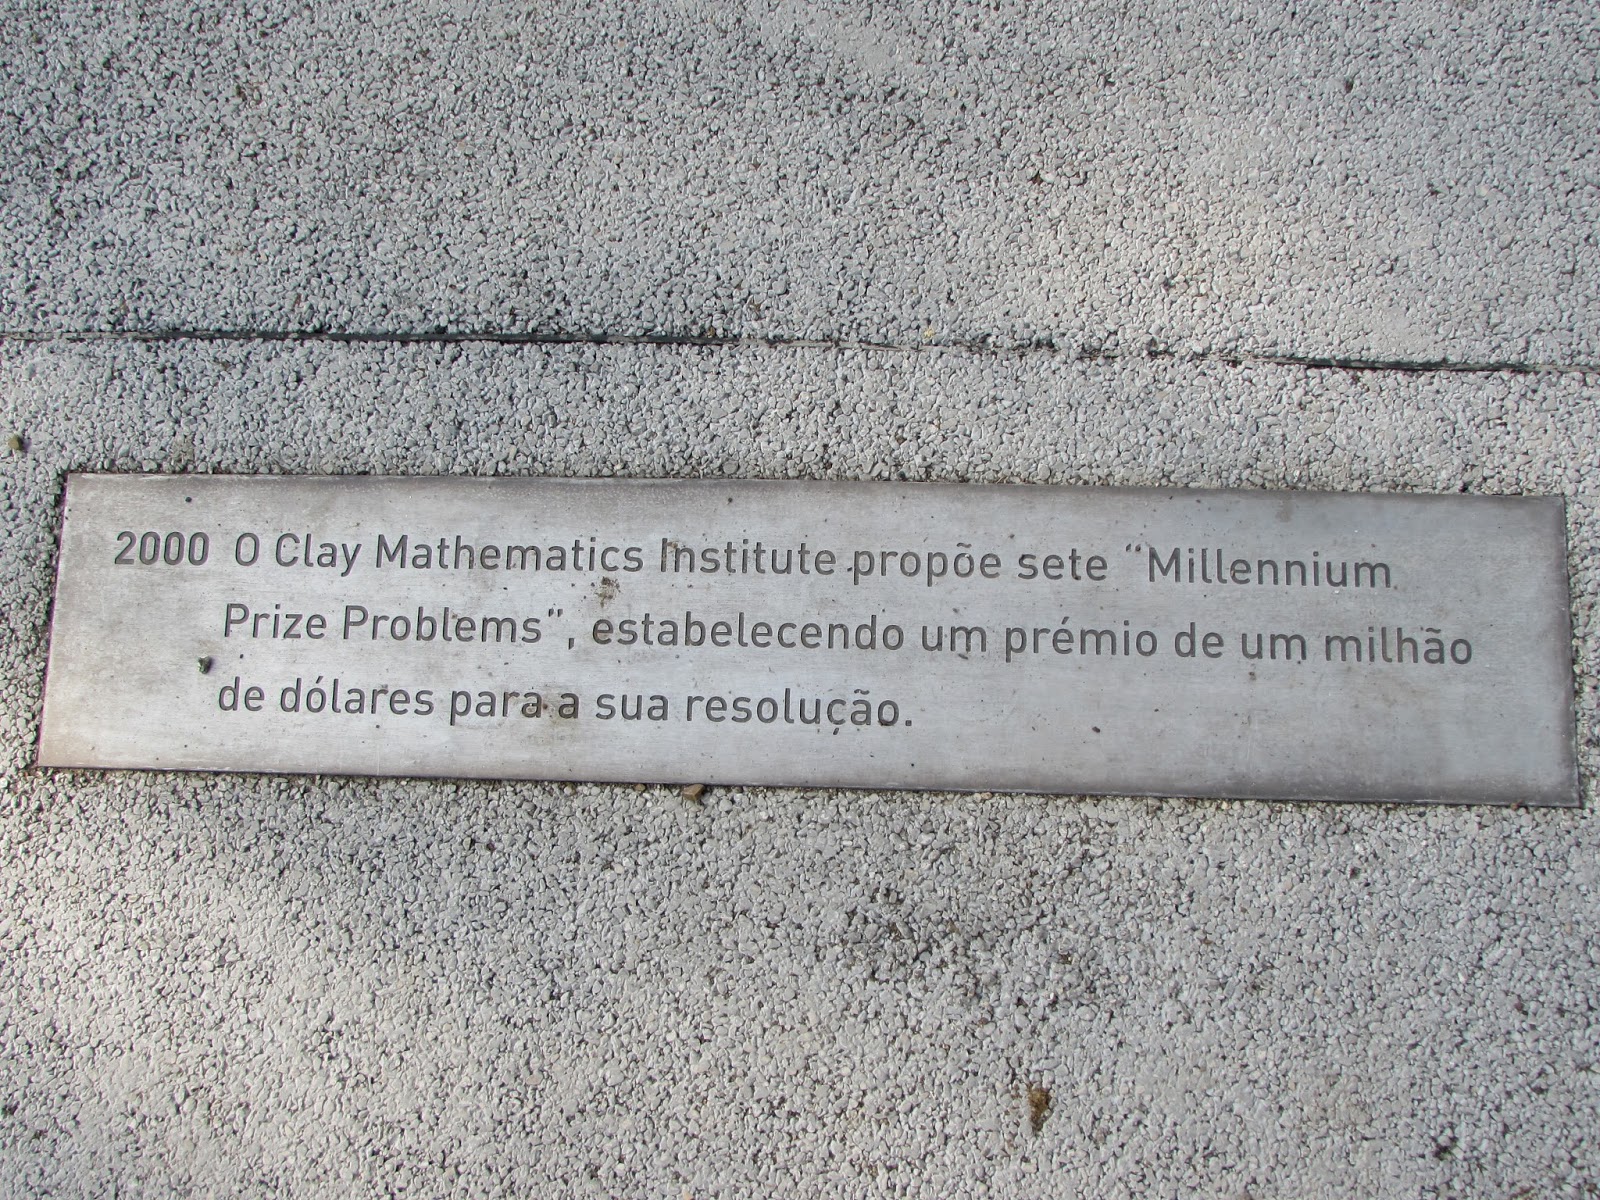 2000 O Clay Mathematics Institute propõe sete “Millennium
Prize Problems”, estabelecendo um prémio de um milhão
de dólares para a sua resolução.